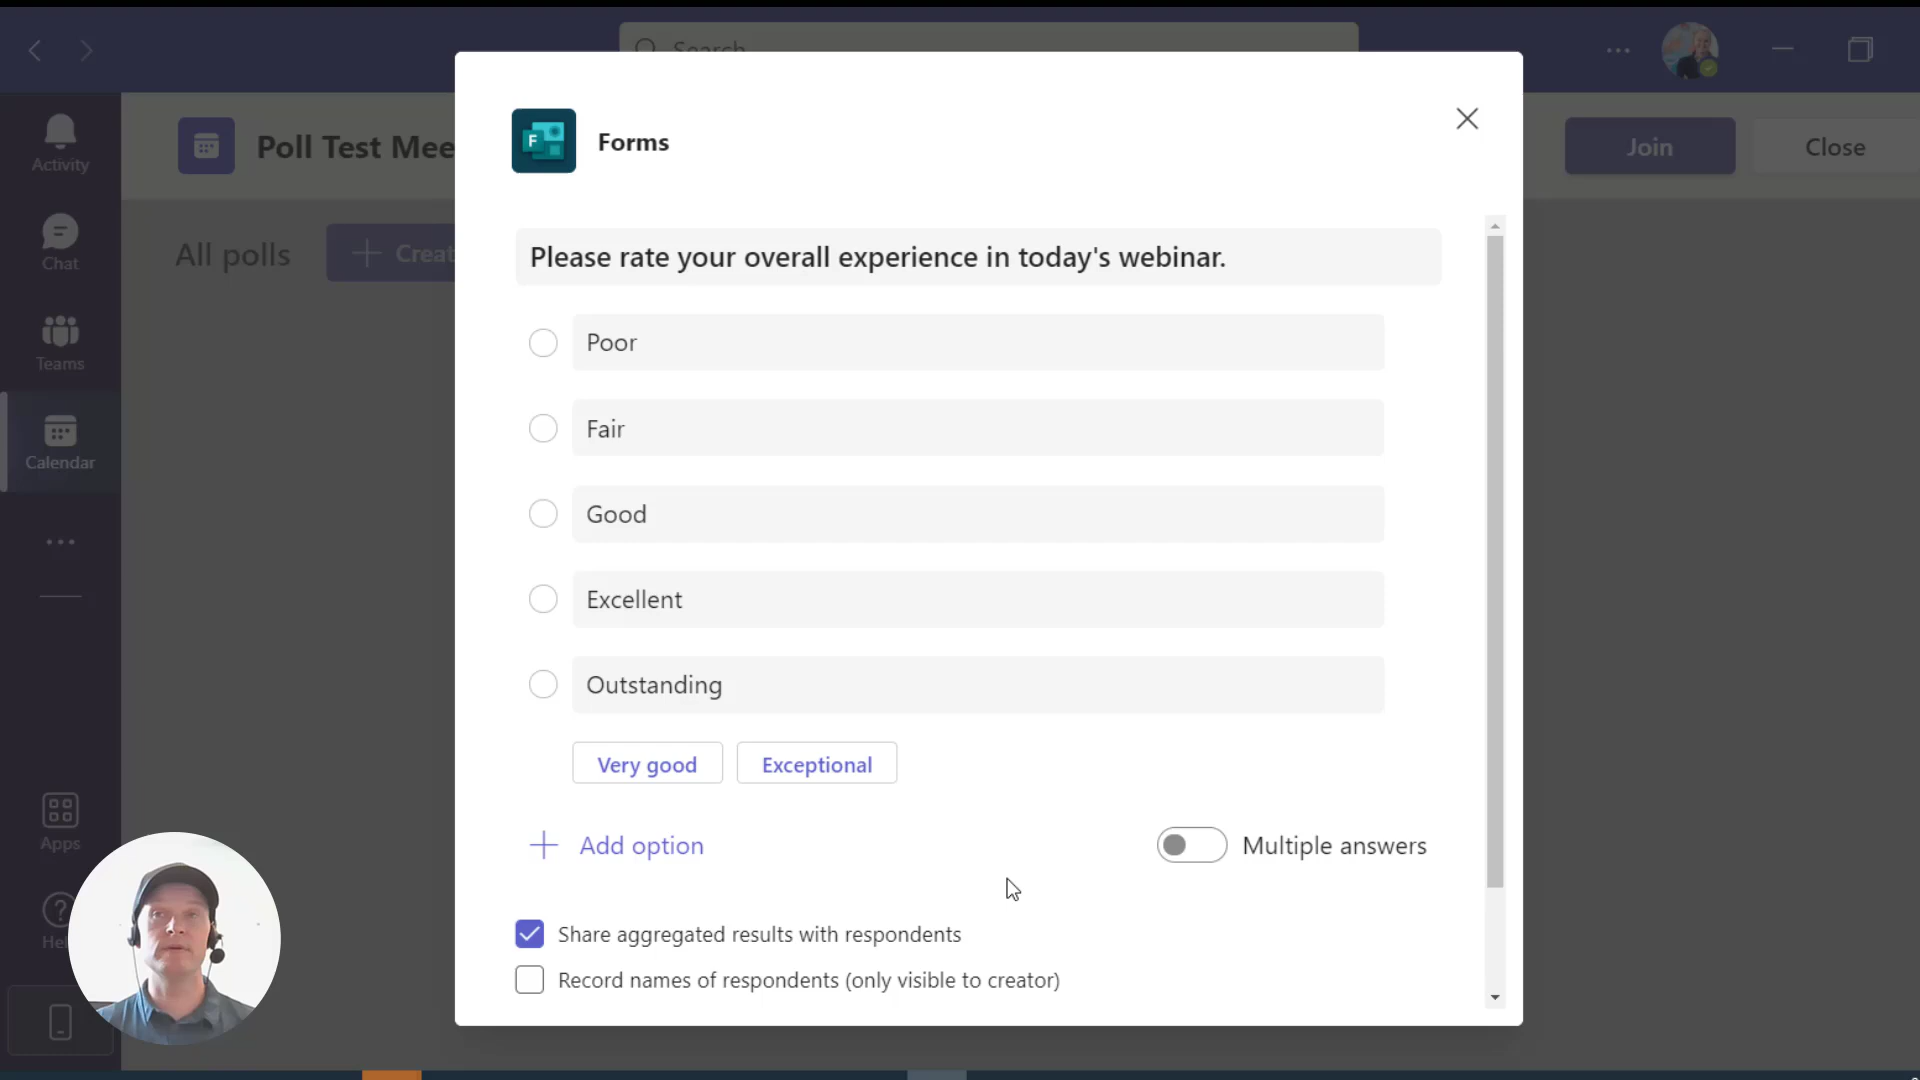 Search
Activity
Chat
Teams
Calendar
Apps
Hel
Poll Test Mee
Join
Close
All polls
Creat
F
Forms
Please rate your overall experience in today's webinar.
Poor
Fair
Good
Excellent
Outstanding
Very good
Exceptional
Add option
Multiple answers
Share aggregated results with respondents
Record names of respondents (only visible to creator)